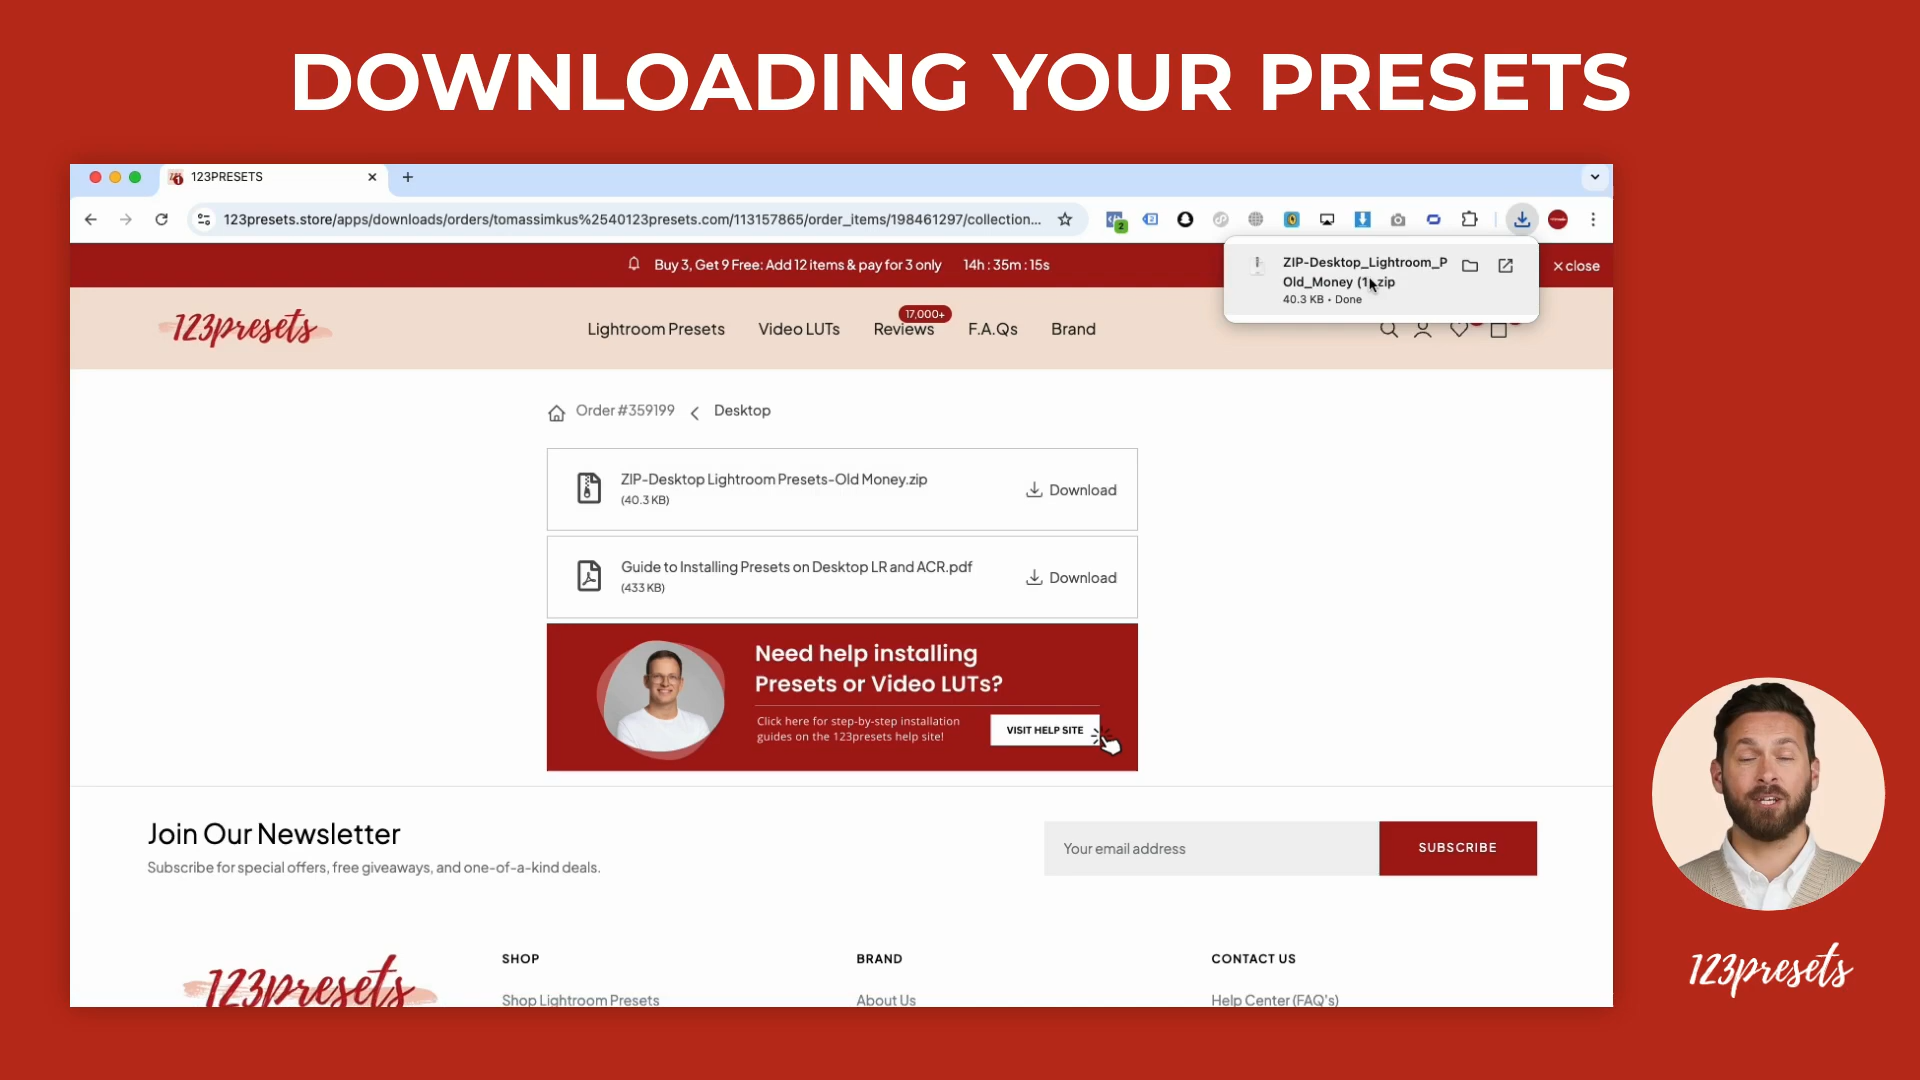 DOWNLOADING YOUR PRESETS
123PRESETS
123presets.store/apps/downloads/orders/tomassimkus%2540123presets.com/113157865/order_items/198461297/collection...
2
Buy 3, Get 9 Free: Add 12 items & pay for 3 only 14h : 35m : 15s
close
ZIP-Desktop_Lightroom_P
Old_Money (1).zip
40.3 KB • Done
123presets
Lightroom Presets Video LUTs Reviews F.A.Qs Brand
17,000+
Order #359199 Desktop
ZIP-Desktop Lightroom Presets-Old Money.zip
(40.3 KB)
Download
Guide to Installing Presets on Desktop LR and ACR.pdf
(433 KB)
Download
Need help installing
Presets or Video LUTs?
Click here for step-by-step installation
guides on the 123presets help site!
VISIT HELP SITE
Join Our Newsletter
Subscribe for special offers, free giveaways, and one-of-a-kind deals.
Your email address
SUBSCRIBE
123presets
SHOP
Shop Lightroom Presets
BRAND
About Us
CONTACT US
Help Center (FAQ's)
123presets